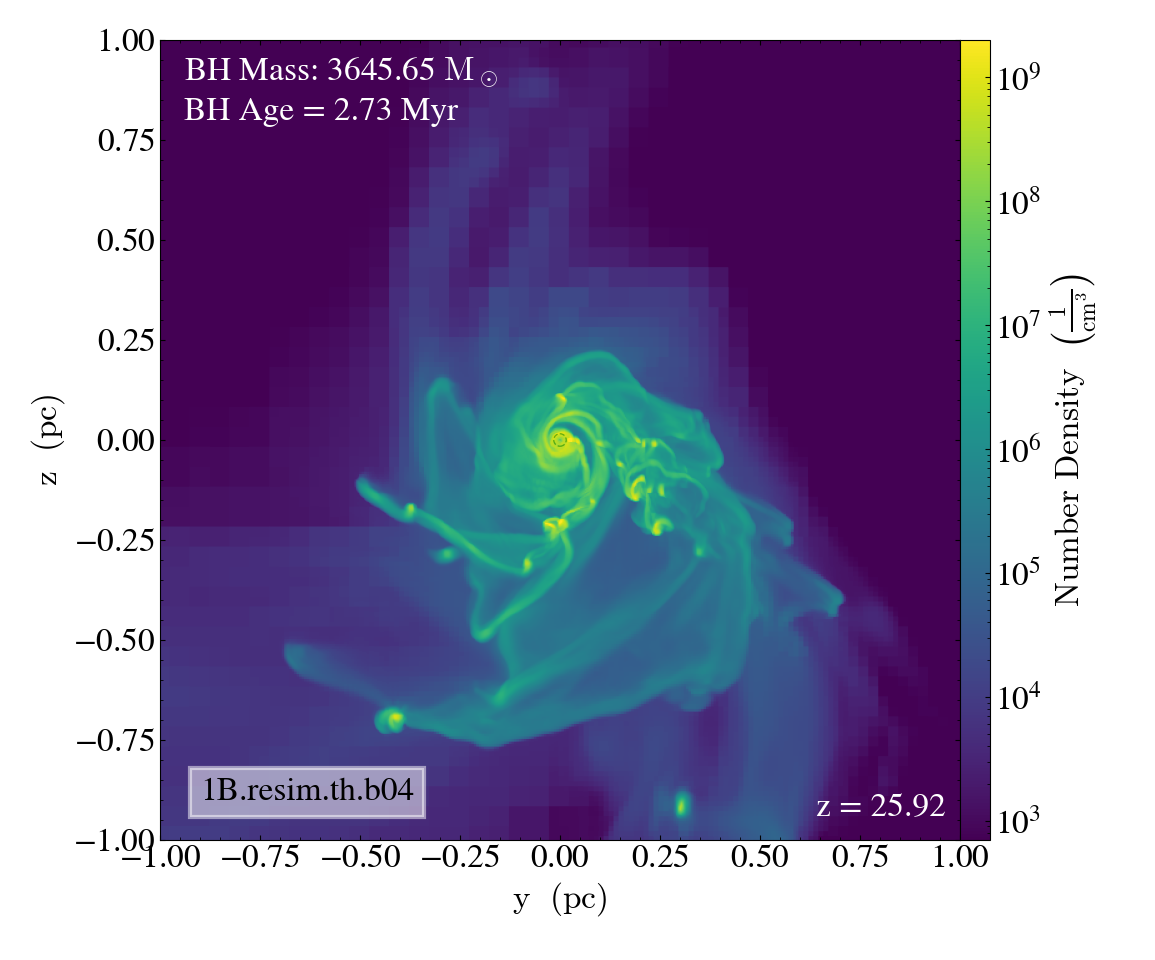 BH Mass: 3645.65 M⊙
BH Age = 2.73 Myr
1B.resim.th.b04
z = 25.92
1.00
0.75
0.50
0.25
0.00
−0.25
−0.50
−0.75
−1.00
z (pc)
−1.00 −0.75 −0.50 −0.25 0.00 0.25 0.50 0.75 1.00
y (pc)
10⁹
10⁸
10⁷
10⁶
10⁵
10⁴
10³
Number Density (1/cm³)